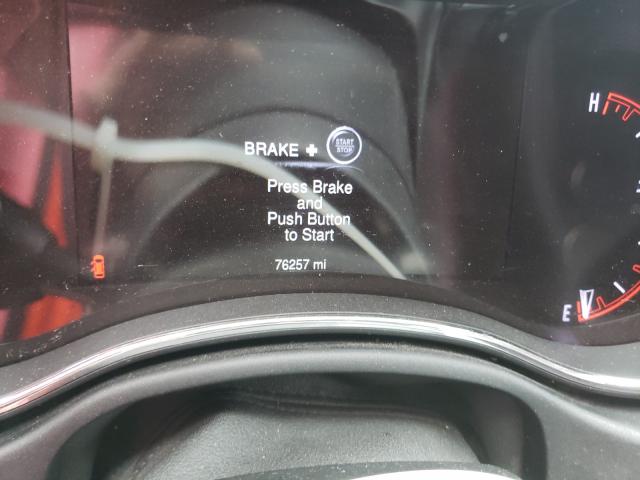 H
BRAKE + START STOP
Press Brake
and
Push Button
to Start
76257 mi
E